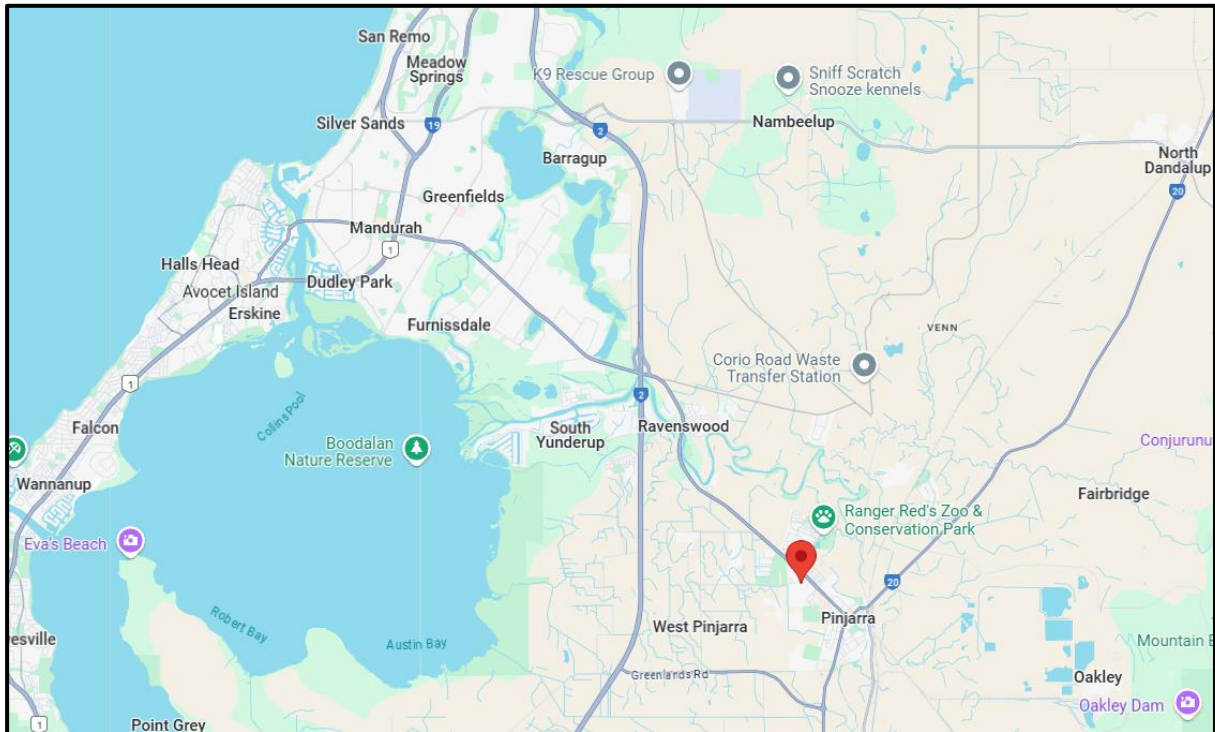 San Remo
Meadow
Springs
K9 Rescue Group
Sniff Scratch
Snooze kennels
Silver Sands
19
2
Nambeelup
Barragup
North
Dandalup
20
Greenfields
Mandurah
1
Halls Head
Avocet Island
Erskine
Dudley Park
Furnissdale
VENN
Corio Road Waste
Transfer Station
1
2
Collins Pool
Falcon
Boodalan
Nature Reserve
South
Yunderup
Ravenswood
Conjurunu
Wannanup
Fairbridge
Eva's Beach
Ranger Red's Zoo &
Conservation Park
20
Robert Bay
Austin Bay
West Pinjarra
Pinjarra
esville
Mountain
Greenlands Rd
Oakley
Oakley Dam
1
Point Grey